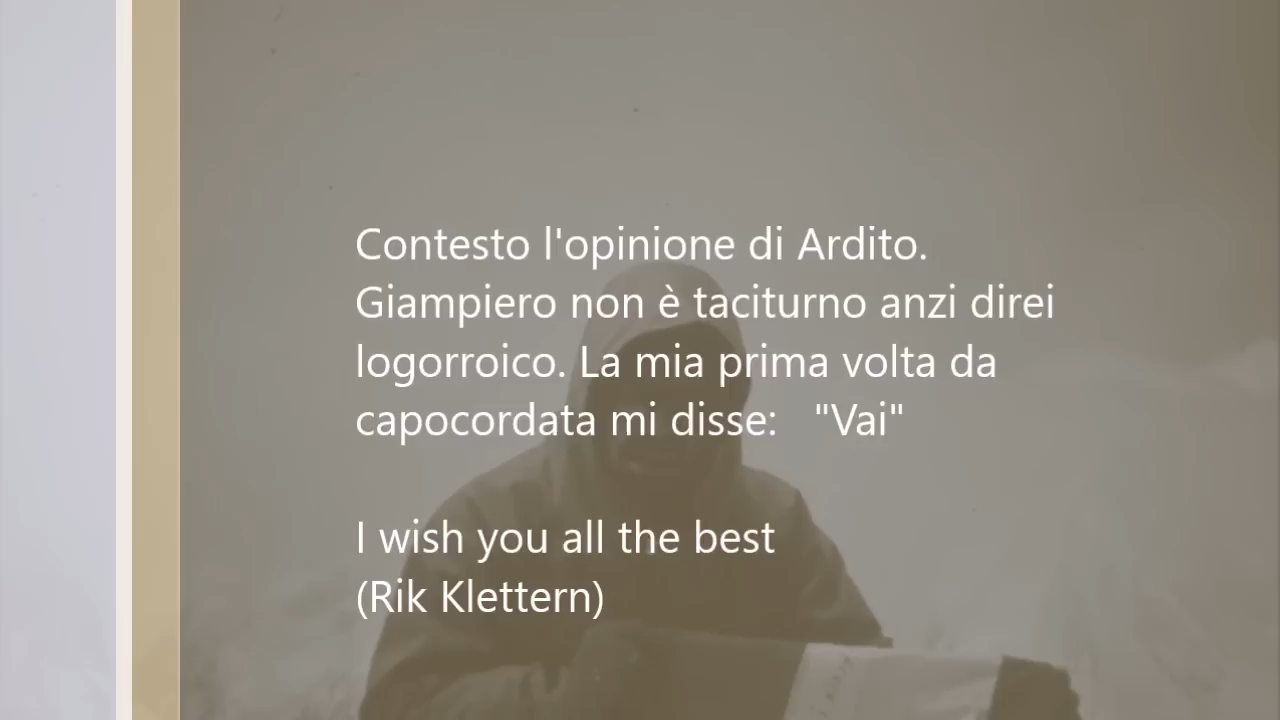 Contesto l'opinione di Ardito.
Giampiero non è taciturno anzi direi
logorroico. La mia prima volta da
capocordata mi disse:   "Vai"
I wish you all the best
(Rik Klettern)